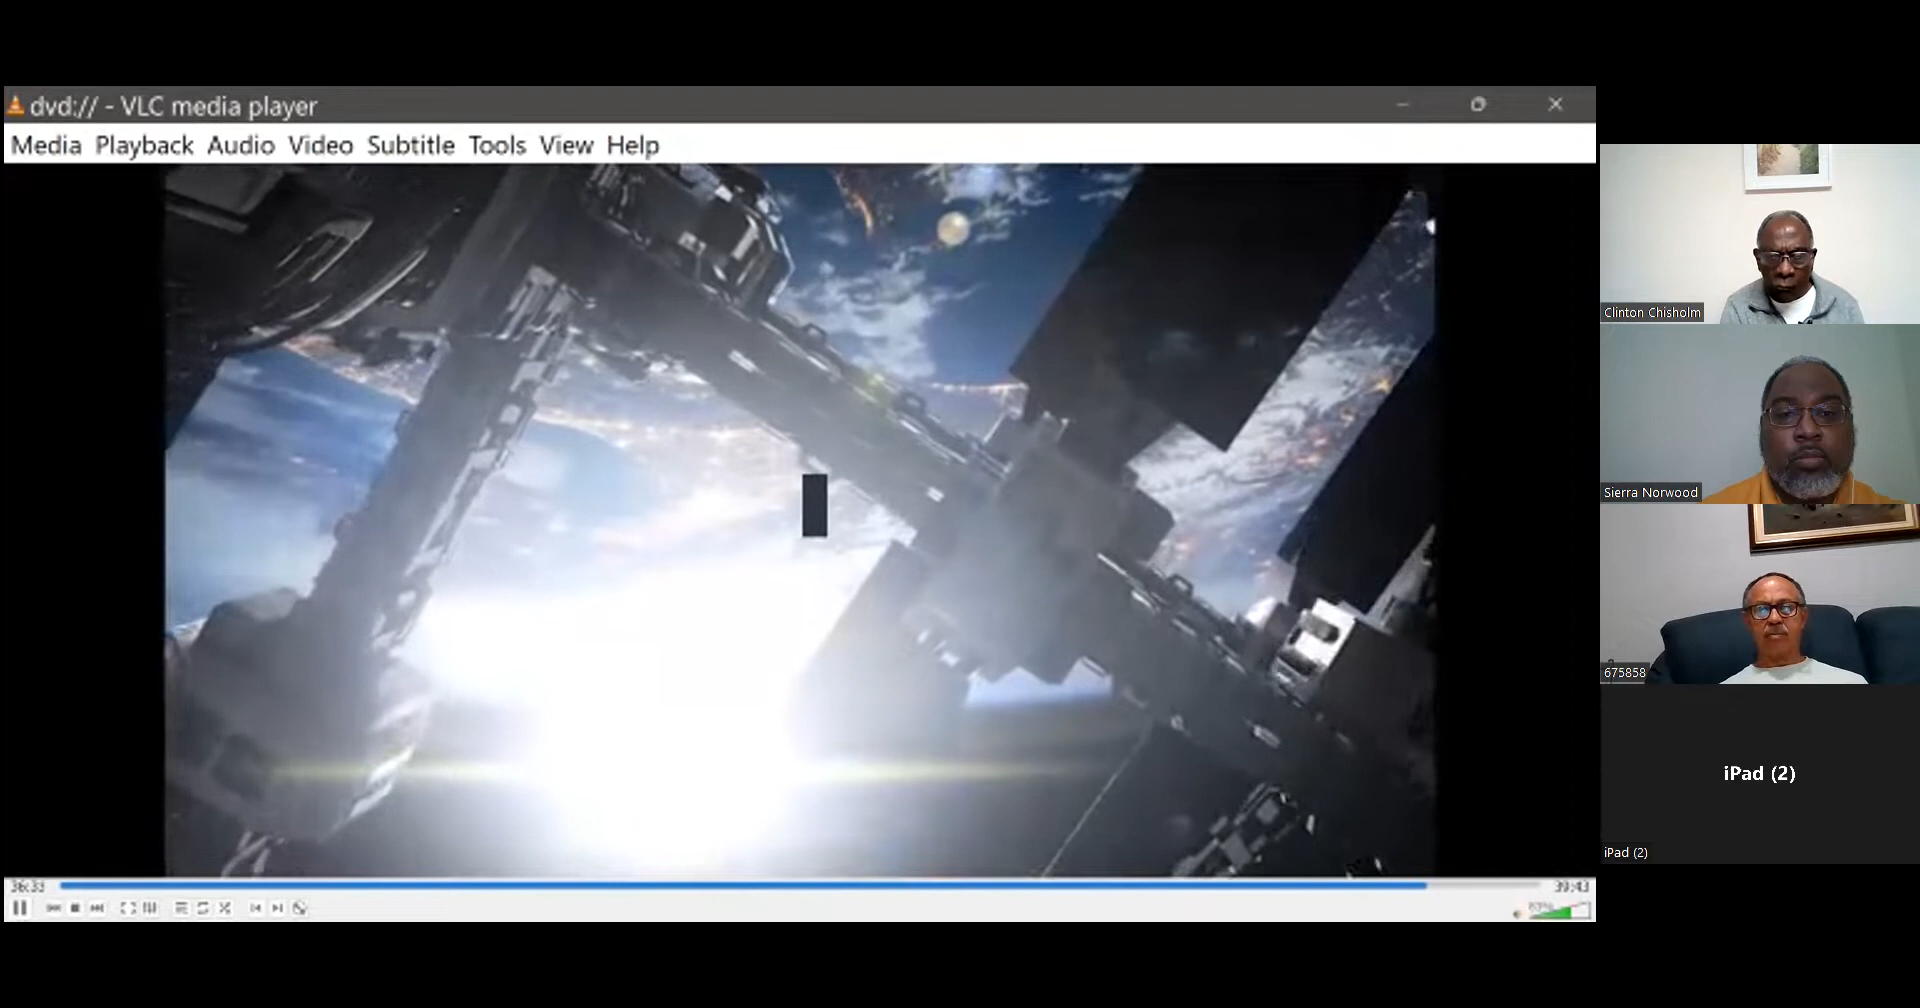 dvd:// - VLC media player
Media Playback Audio Video Subtitle Tools View Help
Clinton Chisholm
Sierra Norwood
675858
iPad (2)
iPad (2)
36:33
39:43
83%